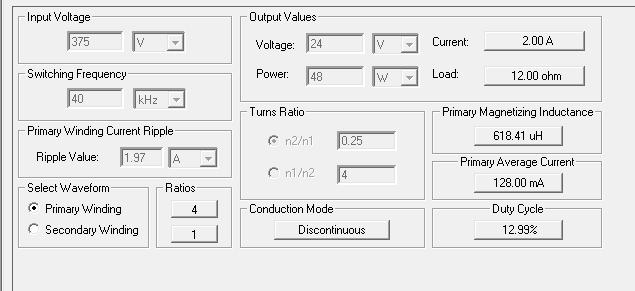 Input Voltage
375 V
Switching Frequency
40 kHz
Primary Winding Current Ripple
Ripple Value: 1.97 A
Select Waveform
Primary Winding
Secondary Winding
Ratios
4
1
Output Values
Voltage: 24 V Current: 2.00 A
Power: 48 W Load: 12.00 ohm
Turns Ratio
n2/n1 0.25
n1/n2 4
Conduction Mode
Discontinuous
Primary Magnetizing Inductance
618.41 uH
Primary Average Current
128.00 mA
Duty Cycle
12.99%